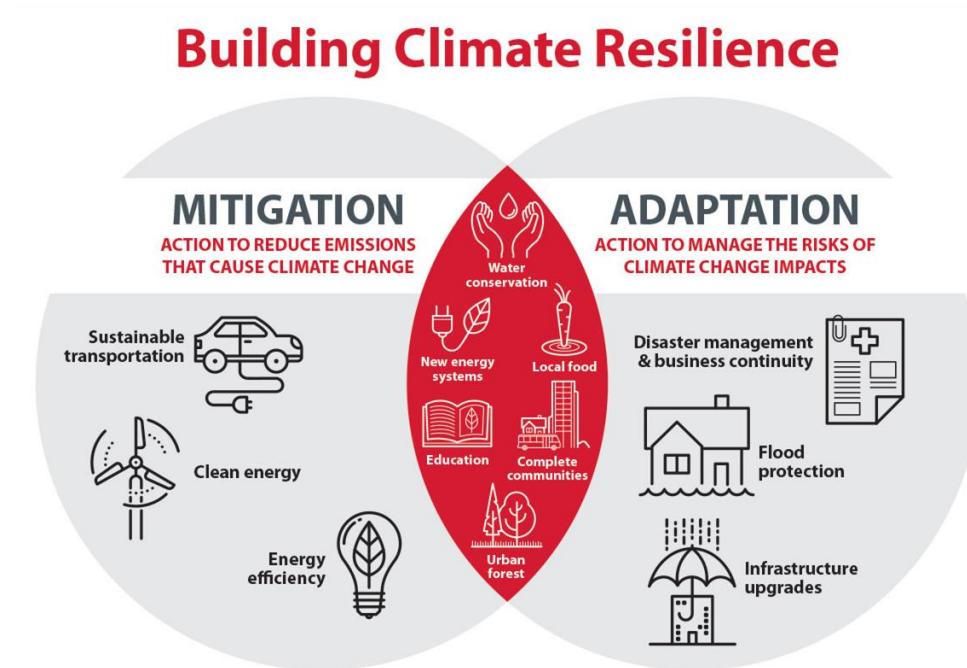 Building Climate Resilience
MITIGATION
ACTION TO REDUCE EMISSIONS
THAT CAUSE CLIMATE CHANGE
Sustainable
transportation
Clean energy
Energy
efficiency
Water
conservation
New energy
systems
Local food
Education
Complete
communities
Urban
forest
ADAPTATION
ACTION TO MANAGE THE RISKS OF
CLIMATE CHANGE IMPACTS
Disaster management
& business continuity
Flood
protection
Infrastructure
upgrades